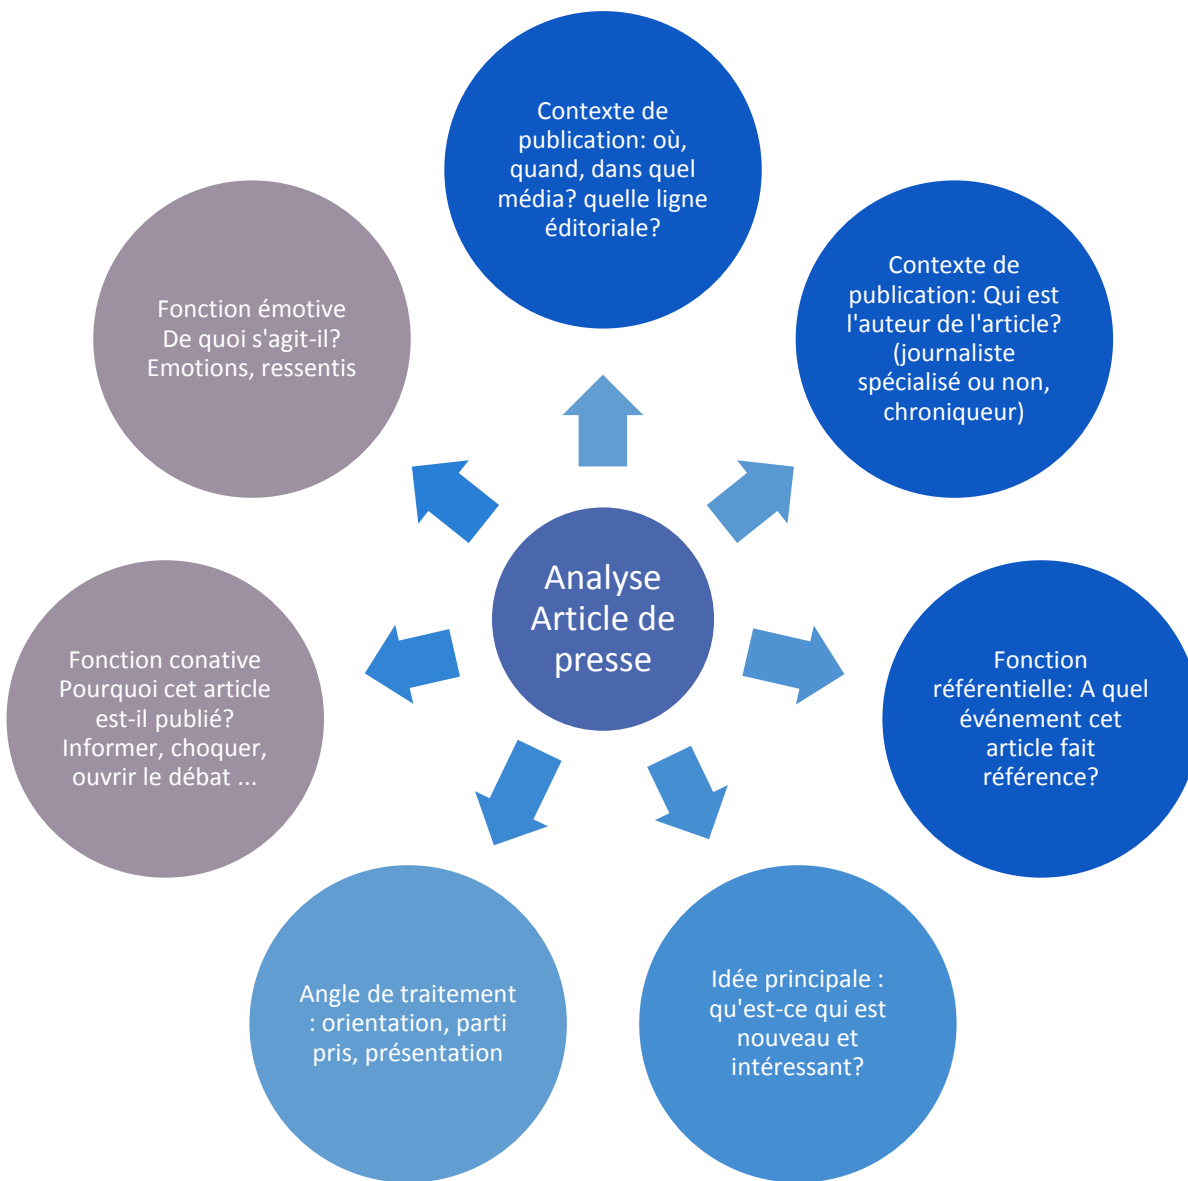 Contexte de
publication: où,
quand, dans quel
média? quelle ligne
éditoriale?
Contexte de
publication: Qui est
l'auteur de l'article?
(journaliste
spécialisé ou non,
chroniqueur)
Fonction
référentielle: A quel
événement cet
article fait
référence?
Idée principale :
qu'est-ce qui est
nouveau et
intéressant?
Angle de traitement
: orientation, parti
pris, présentation
Fonction conative
Pourquoi cet article
est-il publié?
Informer, choquer,
ouvrir le débat ...
Fonction émotive
De quoi s'agit-il?
Emotions, ressentis
Analyse
Article de
presse